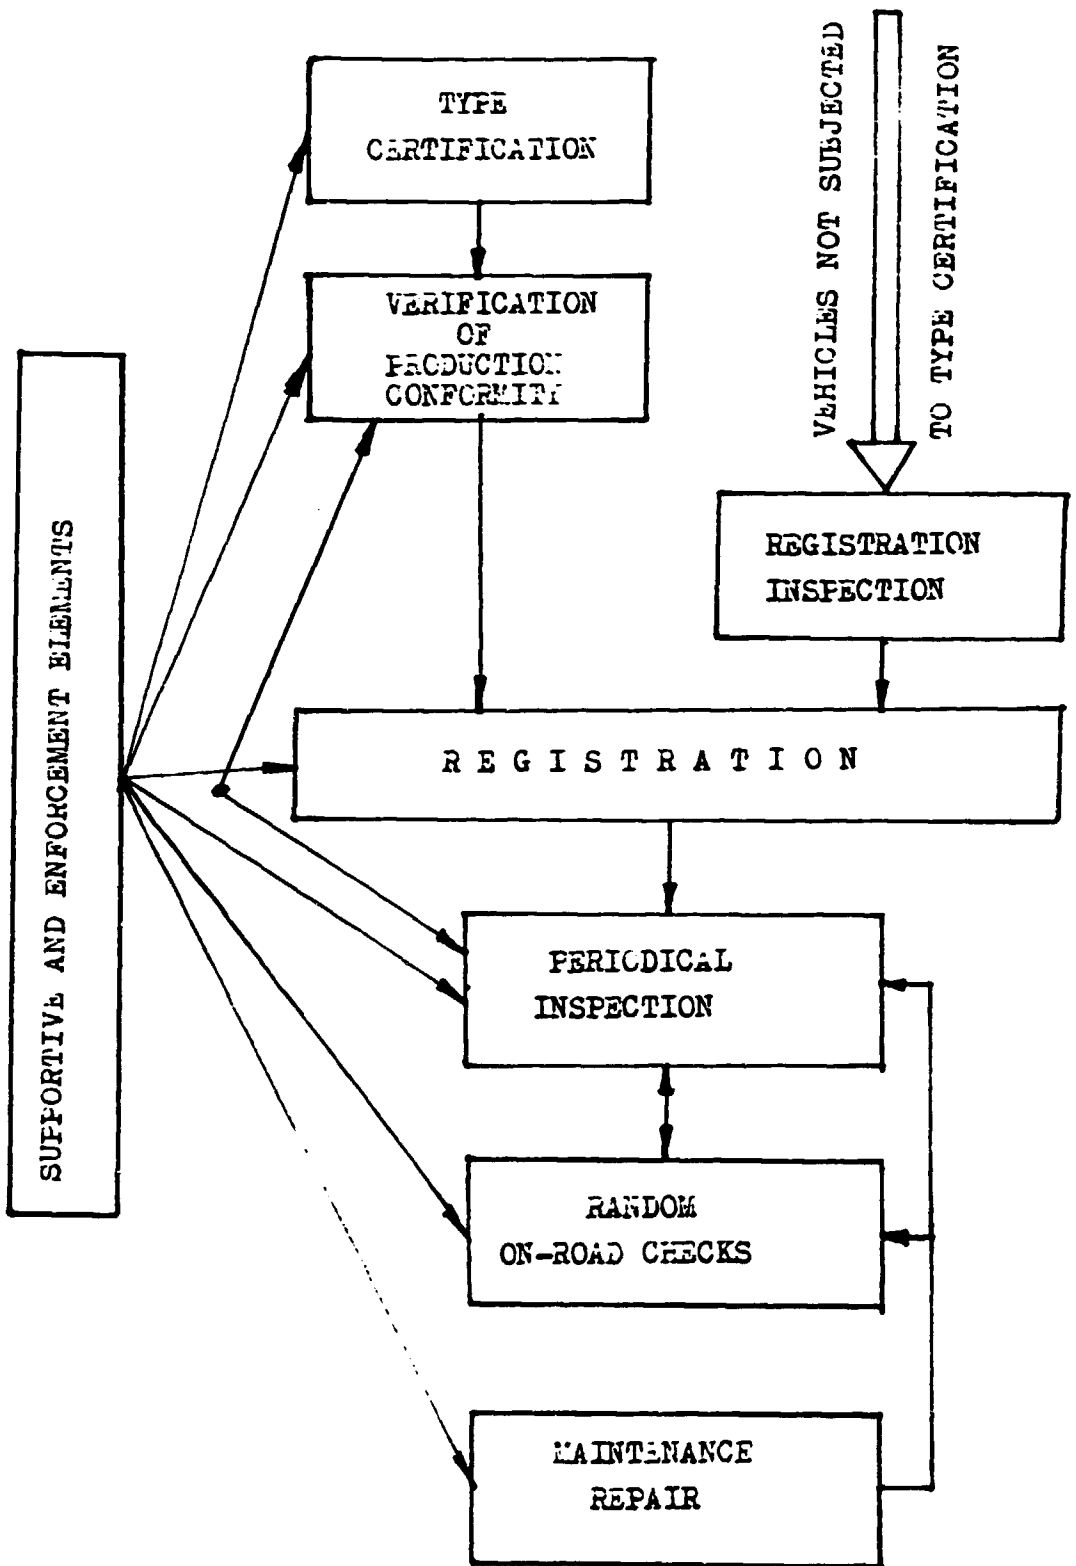 TYPE
CERTIFICATION
VERIFICATION
OF
PRODUCTION
CONFORMITY
VEHICLES NOT SUBJECTED
TO TYPE CERTIFICATION
REGISTRATION
INSPECTION
SUPPORTIVE AND ENFORCEMENT ELEMENTS
REGISTRATION
PERIODICAL
INSPECTION
RANDOM
ON-ROAD CHECKS
MAINTENANCE
REPAIR